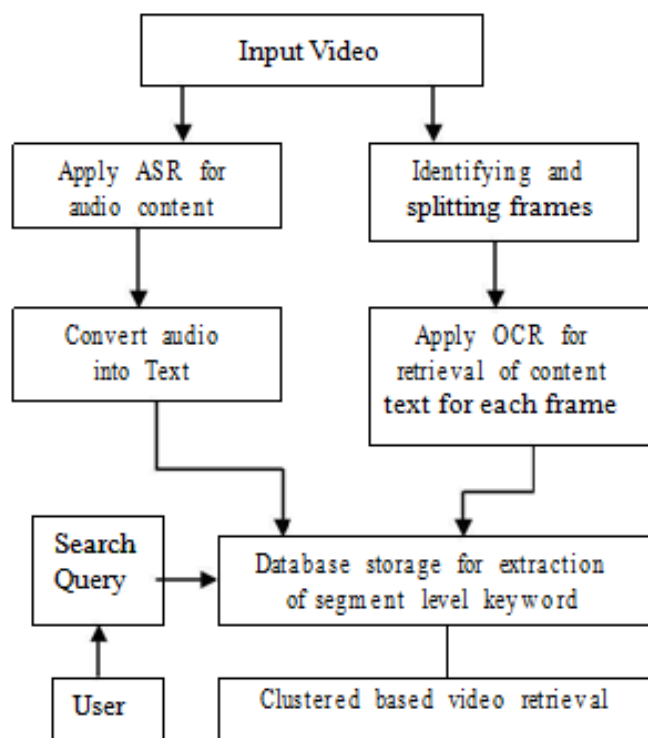 Input Video
Apply ASR for
audio content
Identifying and
splitting frames
Convert audio
into Text
Apply OCR for
retrieval of content
text for each frame
Search
Query
Database storage for extraction
of segment level keyword
User
Clustered based video retrieval